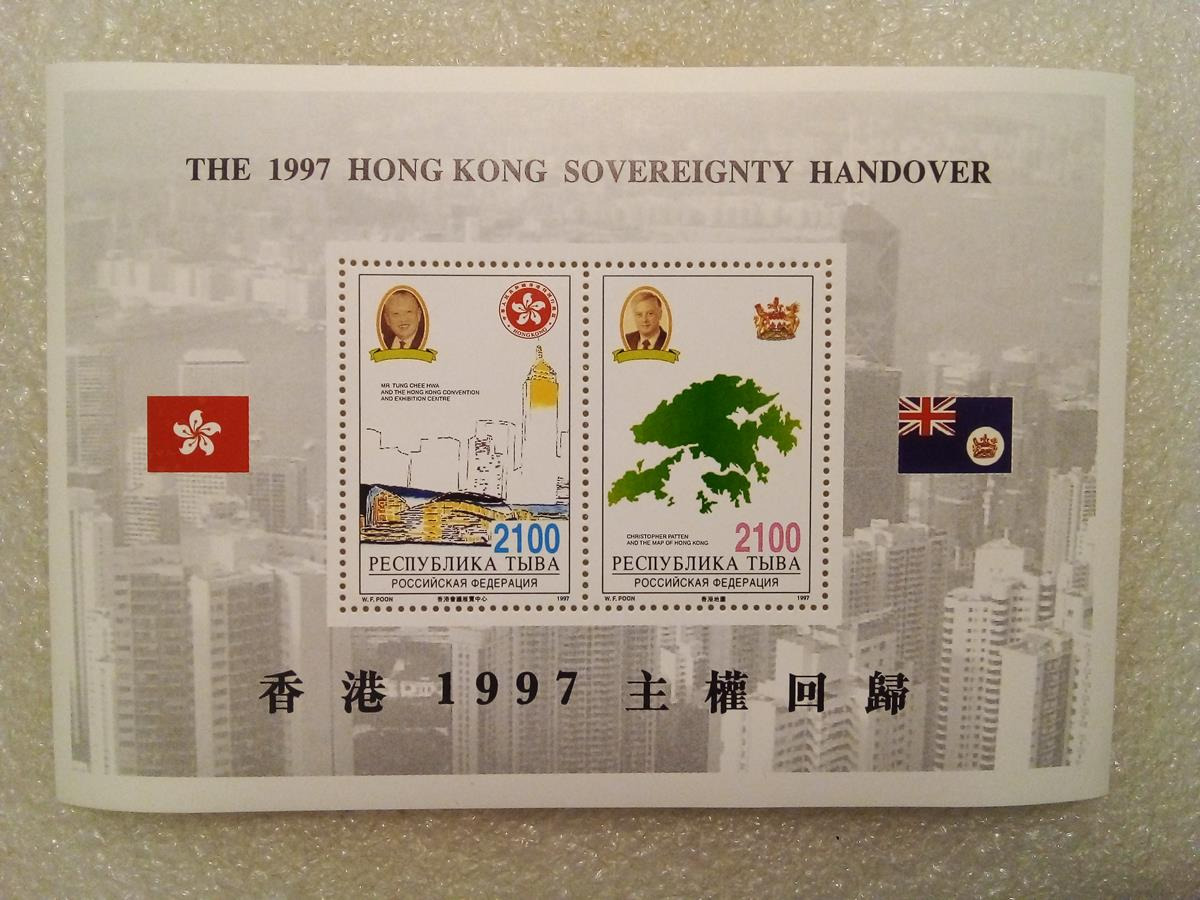 THE 1997 HONG KONG SOVEREIGNTY HANDOVER
HONG KONG
MR. TUNG CHEE HWA
AND THE HONG KONG CONVENTION
AND EXHIBITION CENTRE
2100
РЕСПУБЛИКА ТЫВА
РОССИЙСКАЯ ФЕДЕРАЦИЯ
W. F. POON 香港會議展覽中心 1997
CHRISTOPHER PATTEN
AND THE MAP OF HONG KONG
2100
РЕСПУБЛИКА ТЫВА
РОССИЙСКАЯ ФЕДЕРАЦИЯ
W. F. POON 香港地圖 1997
香港 1997 主權回歸